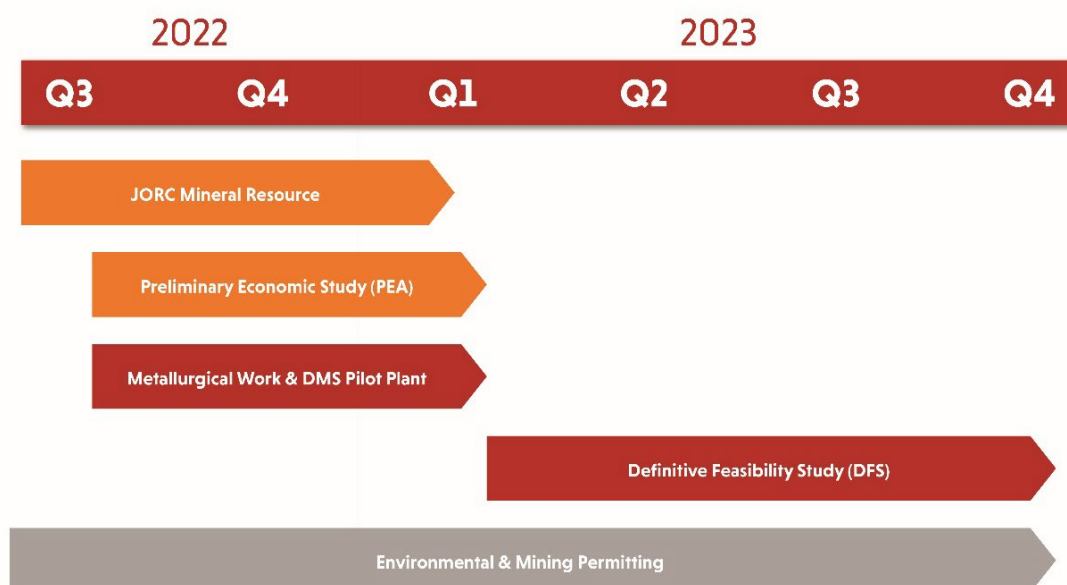 2022 2023
Q3 Q4 Q1 Q2 Q3 Q4
JORC Mineral Resource
Preliminary Economic Study (PEA)
Metallurgical Work & DMS Pilot Plant
Definitive Feasibility Study (DFS)
Environmental & Mining Permitting